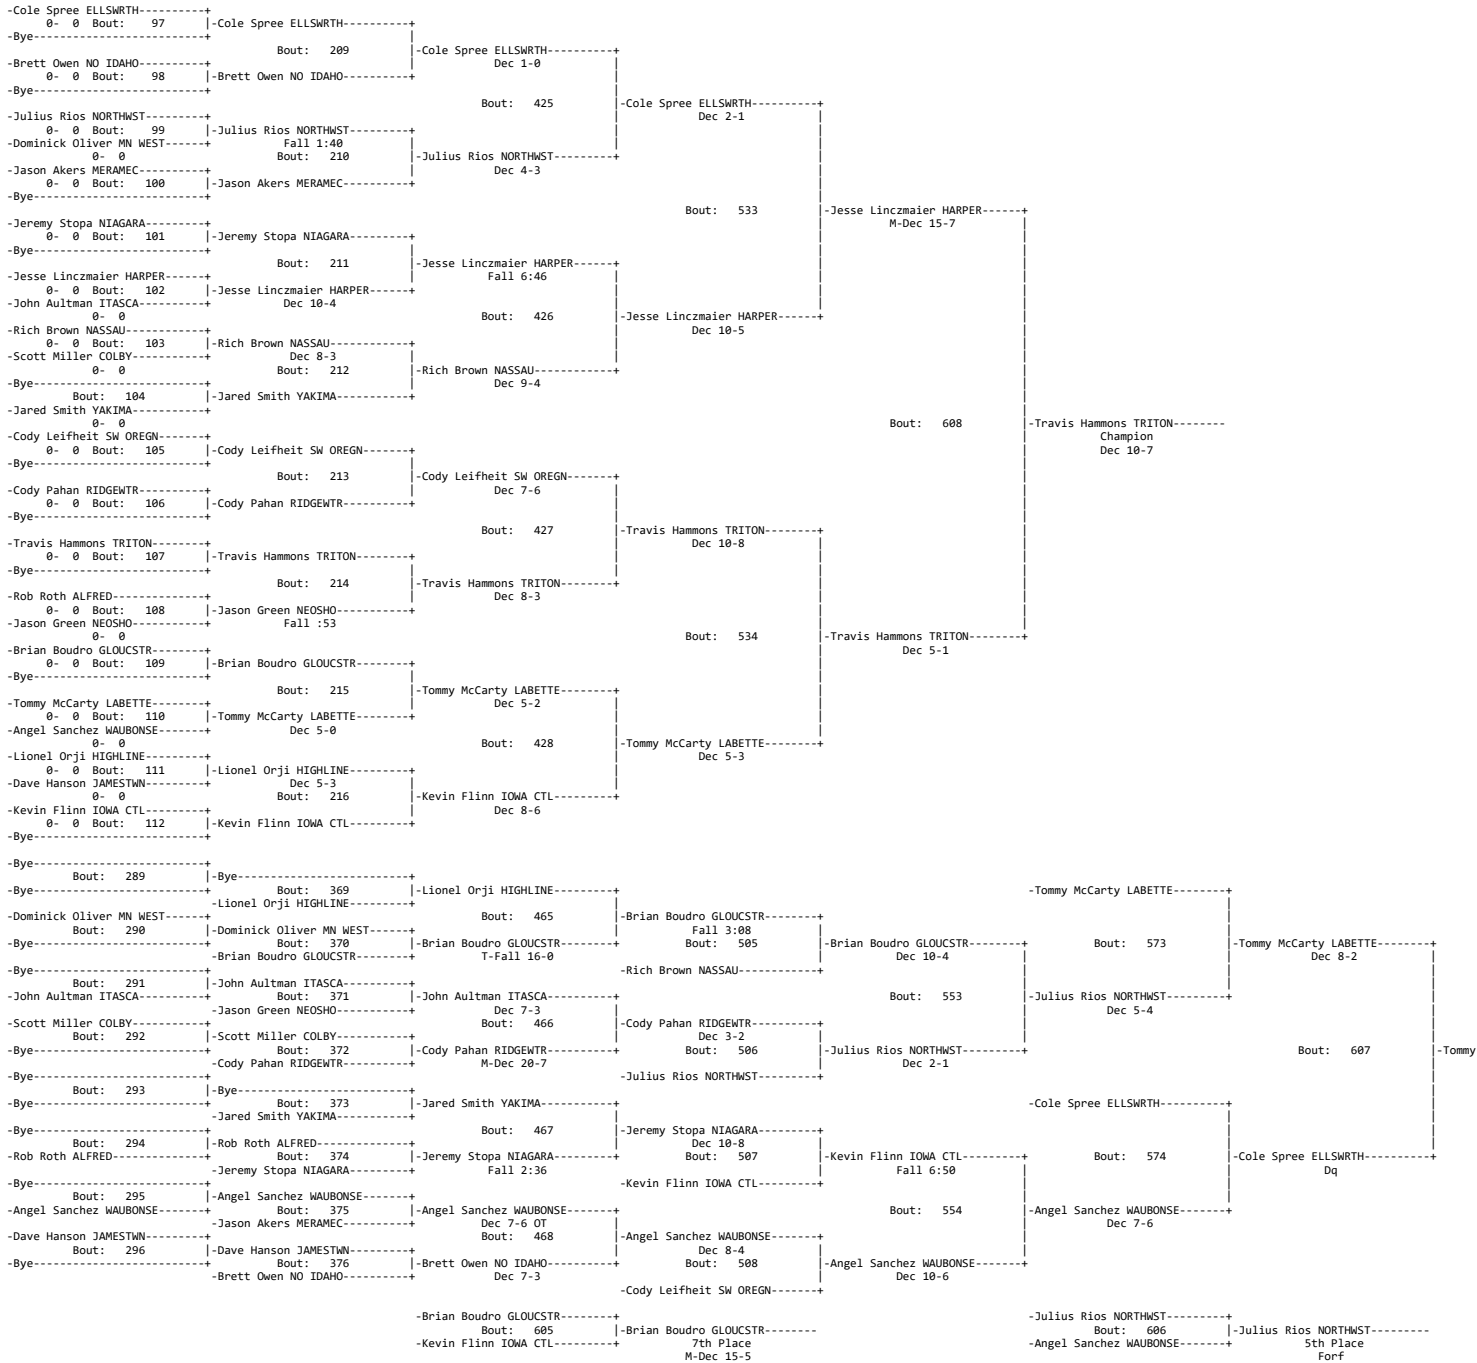 -Cole Spree ELLSWRTH----------+
0- 0 Bout: 97 |-Cole Spree ELLSWRTH----------+
-Bye--------------------------+ |
Bout: 209 |-Cole Spree ELLSWRTH----------+
-Brett Owen NO IDAHO----------+ | Dec 1-0 |
0- 0 Bout: 98 |-Brett Owen NO IDAHO----------+ |
-Bye--------------------------+ |
Bout: 425 |-Cole Spree ELLSWRTH----------+
-Julius Rios NORTHWST---------+ | Dec 2-1 |
0- 0 Bout: 99 |-Julius Rios NORTHWST---------+ | |
-Dominick Oliver MN WEST------+ Fall 1:40 | | |
0- 0 Bout: 210 |-Julius Rios NORTHWST---------+ |
-Jason Akers MERAMEC----------+ | Dec 4-3 |
0- 0 Bout: 100 |-Jason Akers MERAMEC----------+ |
-Bye--------------------------+ |
Bout: 533 |-Jesse Linczmaier HARPER------+
-Jeremy Stopa NIAGARA---------+ | M-Dec 15-7 |
0- 0 Bout: 101 |-Jeremy Stopa NIAGARA---------+ | |
-Bye--------------------------+ | | |
Bout: 211 |-Jesse Linczmaier HARPER------+ | |
-Jesse Linczmaier HARPER------+ | Fall 6:46 | | |
0- 0 Bout: 102 |-Jesse Linczmaier HARPER------+ | | |
-John Aultman ITASCA----------+ Dec 10-4 | | |
0- 0 Bout: 426 |-Jesse Linczmaier HARPER------+ |
-Rich Brown NASSAU------------+ | Dec 10-5 |
0- 0 Bout: 103 |-Rich Brown NASSAU------------+ | |
-Scott Miller COLBY-----------+ Dec 8-3 | | |
0- 0 Bout: 212 |-Rich Brown NASSAU------------+ |
-Bye--------------------------+ | Dec 9-4 |
Bout: 104 |-Jared Smith YAKIMA-----------+ |
-Jared Smith YAKIMA-----------+ |
0- 0 Bout: 608 |-Travis Hammons TRITON--------
-Cody Leifheit SW OREGN-------+ | Champion
0- 0 Bout: 105 |-Cody Leifheit SW OREGN-------+ | Dec 10-7
-Bye--------------------------+ | |
Bout: 213 |-Cody Leifheit SW OREGN-------+ |
-Cody Pahan RIDGEWTR----------+ | Dec 7-6 | |
0- 0 Bout: 106 |-Cody Pahan RIDGEWTR----------+ | |
-Bye--------------------------+ | |
Bout: 427 |-Travis Hammons TRITON--------+ |
-Travis Hammons TRITON--------+ | Dec 10-8 | |
0- 0 Bout: 107 |-Travis Hammons TRITON--------+ | | |
-Bye--------------------------+ | | | |
Bout: 214 |-Travis Hammons TRITON--------+ | |
-Rob Roth ALFRED--------------+ | Dec 8-3 | |
0- 0 Bout: 108 |-Jason Green NEOSHO-----------+ | |
-Jason Green NEOSHO-----------+ Fall :53 | |
0- 0 Bout: 534 |-Travis Hammons TRITON--------+
-Brian Boudro GLOUCSTR--------+ | Dec 5-1
0- 0 Bout: 109 |-Brian Boudro GLOUCSTR--------+ |
-Bye--------------------------+ | |
Bout: 215 |-Tommy McCarty LABETTE--------+ |
-Tommy McCarty LABETTE--------+ | Dec 5-2 | |
0- 0 Bout: 110 |-Tommy McCarty LABETTE--------+ | |
-Angel Sanchez WAUBONSE-------+ Dec 5-0 | |
0- 0 Bout: 428 |-Tommy McCarty LABETTE--------+
-Lionel Orji HIGHLINE---------+ | Dec 5-3
0- 0 Bout: 111 |-Lionel Orji HIGHLINE---------+ |
-Dave Hanson JAMESTWN---------+ Dec 5-3 | |
0- 0 Bout: 216 |-Kevin Flinn IOWA CTL---------+
-Kevin Flinn IOWA CTL---------+ | Dec 8-6
0- 0 Bout: 112 |-Kevin Flinn IOWA CTL---------+
-Bye--------------------------+
-Bye--------------------------+
Bout: 289 |-Bye--------------------------+
-Bye--------------------------+ Bout: 369 |-Lionel Orji HIGHLINE---------+ -Tommy McCarty LABETTE--------+
-Lionel Orji HIGHLINE---------+ | |
-Dominick Oliver MN WEST------+ Bout: 465 |-Brian Boudro GLOUCSTR--------+ |
Bout: 290 |-Dominick Oliver MN WEST------+ | Fall 3:08 | |
-Bye--------------------------+ Bout: 370 |-Brian Boudro GLOUCSTR--------+ Bout: 505 |-Brian Boudro GLOUCSTR--------+ Bout: 573 |-Tommy McCarty LABETTE--------+
-Brian Boudro GLOUCSTR--------+ T-Fall 16-0 | Dec 10-4 | | Dec 8-2 |
-Bye--------------------------+ -Rich Brown NASSAU------------+ | | |
Bout: 291 |-John Aultman ITASCA----------+ | | |
-John Aultman ITASCA----------+ Bout: 371 |-John Aultman ITASCA----------+ Bout: 553 |-Julius Rios NORTHWST---------+ |
-Jason Green NEOSHO-----------+ Dec 7-3 | | Dec 5-4 |
-Scott Miller COLBY-----------+ Bout: 466 |-Cody Pahan RIDGEWTR----------+ | |
Bout: 292 |-Scott Miller COLBY-----------+ | Dec 3-2 | | |
-Bye--------------------------+ Bout: 372 |-Cody Pahan RIDGEWTR----------+ Bout: 506 |-Julius Rios NORTHWST---------+ Bout: 607 |-Tommy
-Cody Pahan RIDGEWTR----------+ M-Dec 20-7 | Dec 2-1 |
-Bye--------------------------+ -Julius Rios NORTHWST---------+ |
Bout: 293 |-Bye--------------------------+ |
-Bye--------------------------+ Bout: 373 |-Jared Smith YAKIMA-----------+ -Cole Spree ELLSWRTH----------+ |
-Jared Smith YAKIMA-----------+ | | |
-Bye--------------------------+ Bout: 467 |-Jeremy Stopa NIAGARA---------+ | |
Bout: 294 |-Rob Roth ALFRED--------------+ | Dec 10-8 | | |
-Rob Roth ALFRED--------------+ Bout: 374 |-Jeremy Stopa NIAGARA---------+ Bout: 507 |-Kevin Flinn IOWA CTL---------+ Bout: 574 |-Cole Spree ELLSWRTH----------+
-Jeremy Stopa NIAGARA---------+ Fall 2:36 | Fall 6:50 | | Dq
-Bye--------------------------+ -Kevin Flinn IOWA CTL---------+ | |
Bout: 295 |-Angel Sanchez WAUBONSE-------+ | |
-Angel Sanchez WAUBONSE-------+ Bout: 375 |-Angel Sanchez WAUBONSE-------+ Bout: 554 |-Angel Sanchez WAUBONSE-------+
-Jason Akers MERAMEC----------+ Dec 7-6 OT | | Dec 7-6
-Dave Hanson JAMESTWN---------+ Bout: 468 |-Angel Sanchez WAUBONSE-------+ |
Bout: 296 |-Dave Hanson JAMESTWN---------+ | Dec 8-4 | |
-Bye--------------------------+ Bout: 376 |-Brett Owen NO IDAHO----------+ Bout: 508 |-Angel Sanchez WAUBONSE-------+
-Brett Owen NO IDAHO----------+ Dec 7-3 | Dec 10-6
-Cody Leifheit SW OREGN-------+
-Brian Boudro GLOUCSTR--------+ -Julius Rios NORTHWST---------+
Bout: 605 |-Brian Boudro GLOUCSTR-------- Bout: 606 |-Julius Rios NORTHWST---------
-Kevin Flinn IOWA CTL---------+ 7th Place -Angel Sanchez WAUBONSE-------+ 5th Place
M-Dec 15-5 Forf